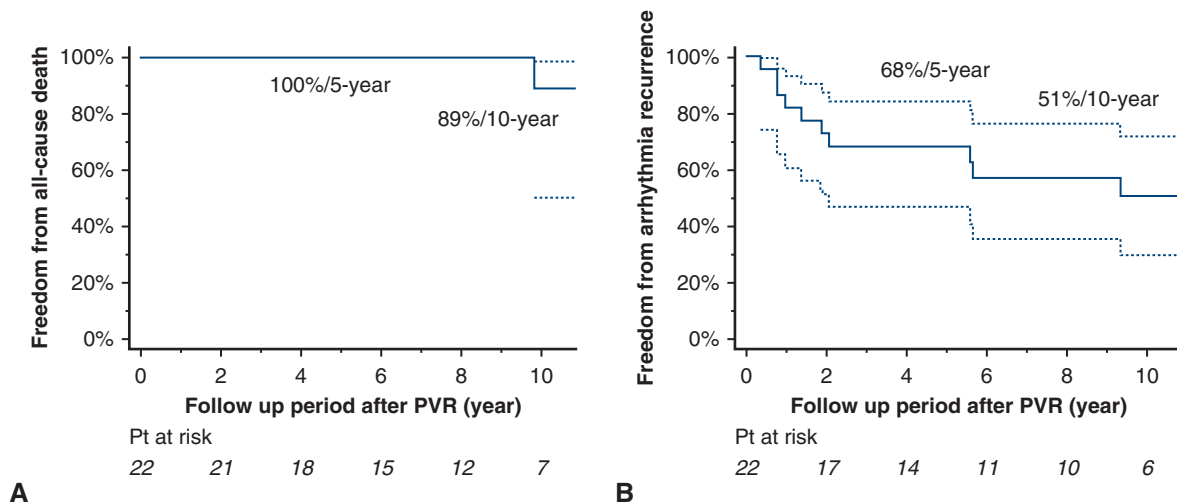 Freedom from all-cause death
100%
80%
60%
40%
20%
0%
100%/5-year
89%/10-year
0 2 4 6 8 10
Follow up period after PVR (year)
Pt at risk
22 21 18 15 12 7
A
Freedom from arrhythmia recurrence
100%
80%
60%
40%
20%
0%
68%/5-year
51%/10-year
0 2 4 6 8 10
Follow up period after PVR (year)
Pt at risk
22 17 14 11 10 6
B